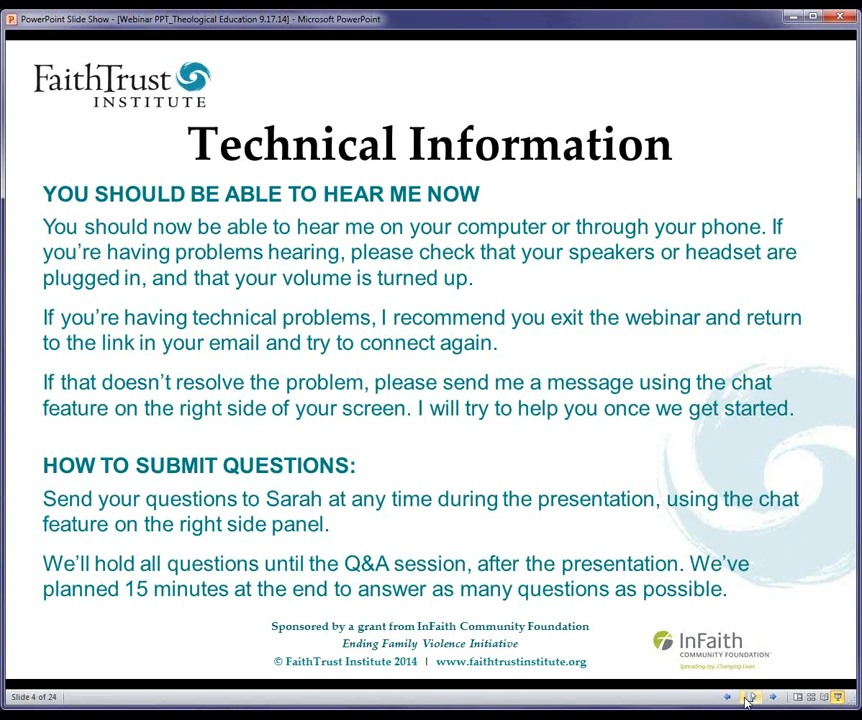 PowerPoint Slide Show - [Webinar PPT_Theological Education 9.17.14] - Microsoft PowerPoint
FaithTrust
INSTITUTE
Technical Information
YOU SHOULD BE ABLE TO HEAR ME NOW
You should now be able to hear me on your computer or through your phone. If
you’re having problems hearing, please check that your speakers or headset are
plugged in, and that your volume is turned up.
If you’re having technical problems, I recommend you exit the webinar and return
to the link in your email and try to connect again.
If that doesn’t resolve the problem, please send me a message using the chat
feature on the right side of your screen. I will try to help you once we get started.
HOW TO SUBMIT QUESTIONS:
Send your questions to Sarah at any time during the presentation, using the chat
feature on the right side panel.
We’ll hold all questions until the Q&A session, after the presentation. We’ve
planned 15 minutes at the end to answer as many questions as possible.
Sponsored by a grant from InFaith Community Foundation
Ending Family Violence Initiative
© FaithTrust Institute 2014 | www.faithtrustinstitute.org
InFaith
COMMUNITY FOUNDATION
Spreading Joy. Changing Lives.
Slide 4 of 24